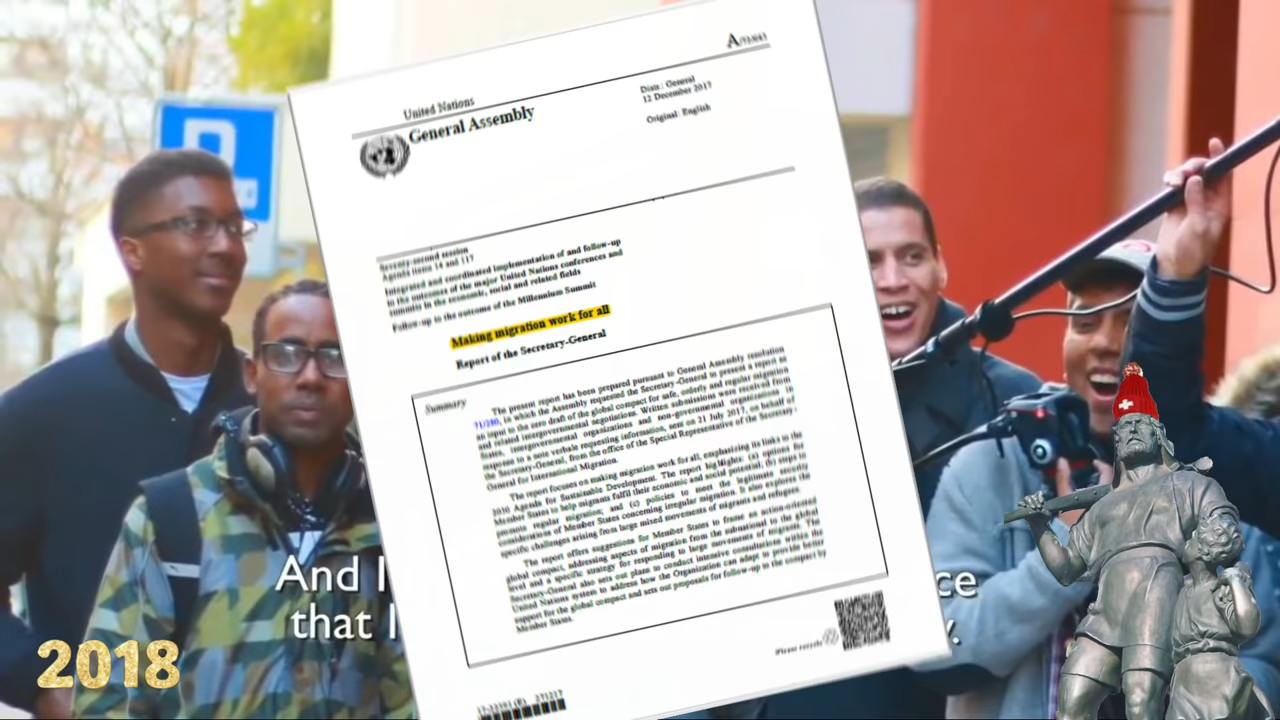 A/72/643
United Nations
General Assembly
Distr.: General
12 December 2017
Original: English
Seventy-second session
Agenda items 14 and 117
Integrated and coordinated implementation of and follow-up
to the outcomes of the major United Nations conferences and
summits in the economic, social and related fields
Follow-up to the outcome of the Millennium Summit
Making migration work for all
Report of the Secretary-General
Summary
The present report has been prepared pursuant to General Assembly resolution
71/280, in which the Assembly requested the Secretary-General to present a report as
an input to the zero draft of the global compact for safe, orderly and regular migration
and related intergovernmental negotiations. Written submissions were received from
States, intergovernmental organizations and non-governmental organizations in
response to a note verbale requesting information, sent on 21 July 2017, on behalf of
the Secretary-General, from the office of the Special Representative of the Secretary-
General for International Migration.
The report focuses on making migration work for all, emphasizing its links to the
2030 Agenda for Sustainable Development. The report highlights: (a) options for
Member States to help migrants fulfil their economic and social potential; (b) steps to
promote regular migration; and (c) policies to meet the legitimate security
considerations of Member States concerning irregular migration. It also explores the
specific challenges arising from large mixed movements of migrants and refugees.
The report offers suggestions for Member States to frame an action-oriented
global compact, addressing aspects of migration from the subnational to the global
level and a specific strategy for responding to large movements of migrants. The
Secretary-General also sets out plans to conduct intensive consultations within the
United Nations system to address how the Organization can adapt to provide better
support for the global compact and sets out proposals for follow-up to the compact by
Member States.
Please recycle
And I
that I
ce
y.
2018